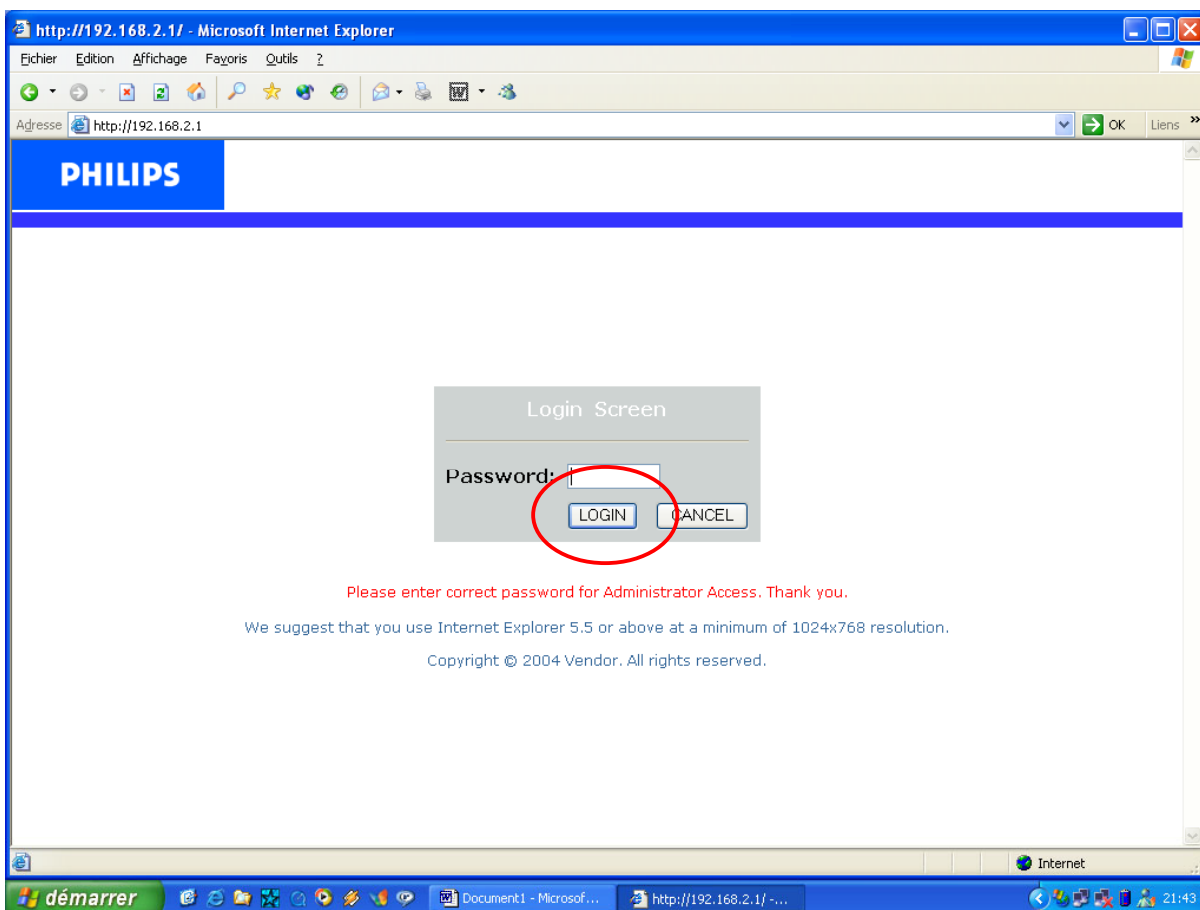 http://192.168.2.1/ - Microsoft Internet Explorer
Fichier Edition Affichage Favoris Outils ?
Adresse http://192.168.2.1 OK Liens »
PHILIPS
Login Screen
Password:
LOGIN CANCEL
Please enter correct password for Administrator Access. Thank you.
We suggest that you use Internet Explorer 5.5 or above at a minimum of 1024x768 resolution.
Copyright © 2004 Vendor. All rights reserved.
Internet
démarrer Document1 - Microsof... http://192.168.2.1/ -... 21:43